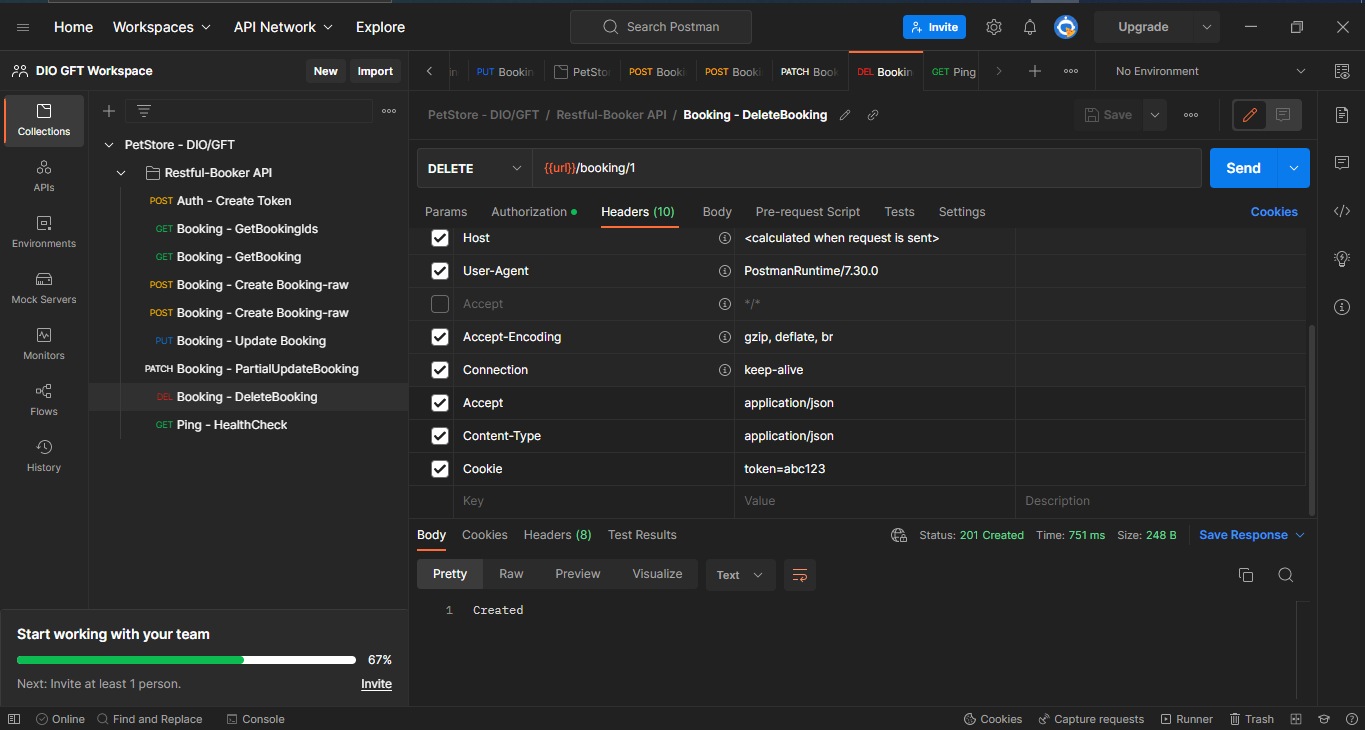 Home Workspaces API Network Explore Search Postman Invite Upgrade
DIO GFT Workspace New Import PUT Bookin PetSto POST Booki POST Booki PATCH Book DEL Bookin GET Ping No Environment
Collections
APIs
Environments
Mock Servers
Monitors
Flows
History
PetStore - DIO/GFT
Restful-Booker API
POST Auth - Create Token
GET Booking - GetBookingIds
GET Booking - GetBooking
POST Booking - Create Booking-raw
POST Booking - Create Booking-raw
PUT Booking - Update Booking
PATCH Booking - PartialUpdateBooking
DEL Booking - DeleteBooking
GET Ping - HealthCheck
Start working with your team
67%
Next: Invite at least 1 person. Invite
PetStore - DIO/GFT / Restful-Booker API / Booking - DeleteBooking Save
DELETE {{url}}/booking/1 Send
Params Authorization Headers (10) Body Pre-request Script Tests Settings Cookies
Host <calculated when request is sent>
User-Agent PostmanRuntime/7.30.0
Accept */*
Accept-Encoding gzip, deflate, br
Connection keep-alive
Accept application/json
Content-Type application/json
Cookie token=abc123
Key Value Description
Body Cookies Headers (8) Test Results Status: 201 Created Time: 751 ms Size: 248 B Save Response
Pretty Raw Preview Visualize Text
1 Created
Online Find and Replace Console Cookies Capture requests Runner Trash